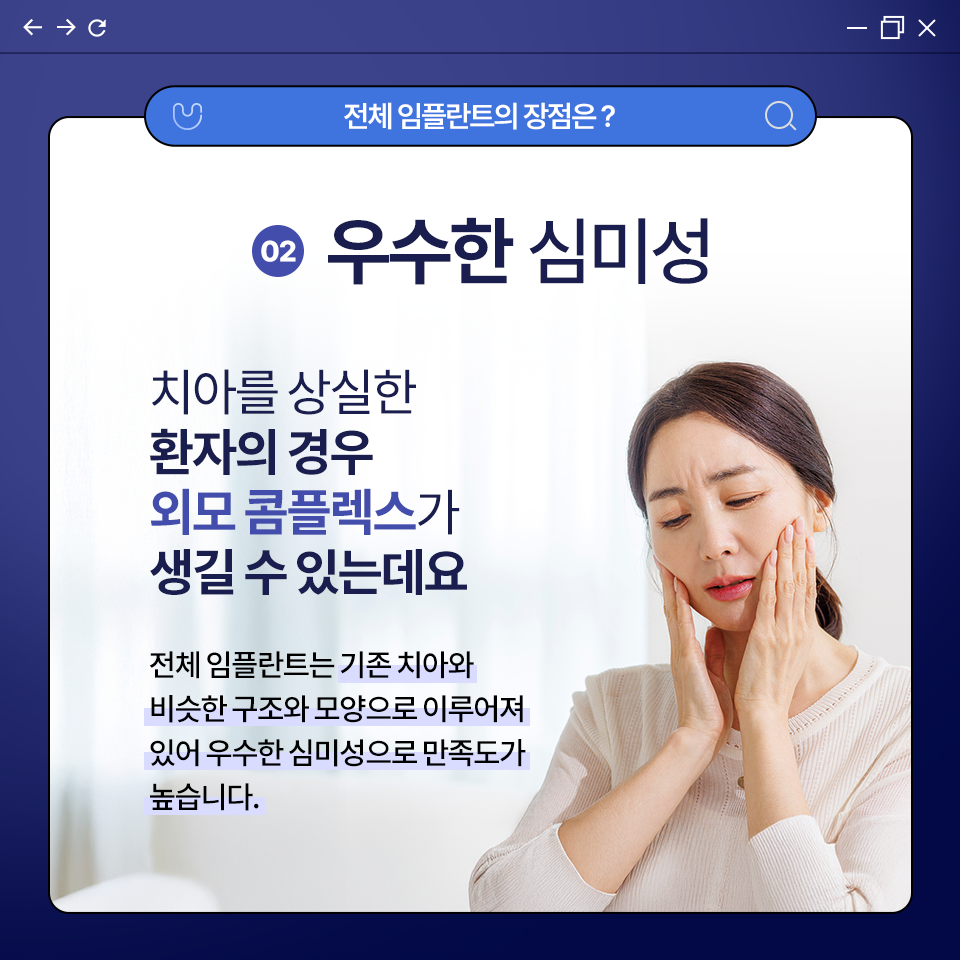 전체 임플란트의 장점은 ?
02 우수한 심미성
치아를 상실한
환자의 경우
외모 콤플렉스가
생길 수 있는데요
전체 임플란트는 기존 치아와
비슷한 구조와 모양으로 이루어져
있어 우수한 심미성으로 만족도가
높습니다.